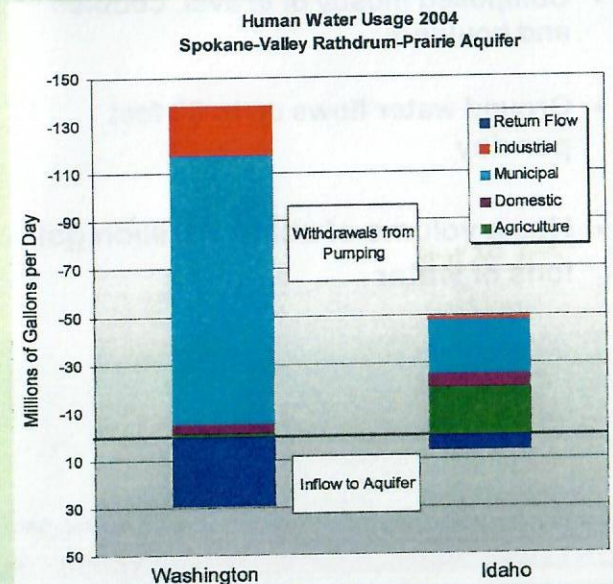 Human Water Usage 2004
Spokane-Valley Rathdrum-Prairie Aquifer
Millions of Gallons per Day
-150
-130
-110
-90
-70
-50
-30
-10
10
30
50
Return Flow
Industrial
Municipal
Domestic
Agriculture
Withdrawals from
Pumping
Inflow to Aquifer
Washington
Idaho